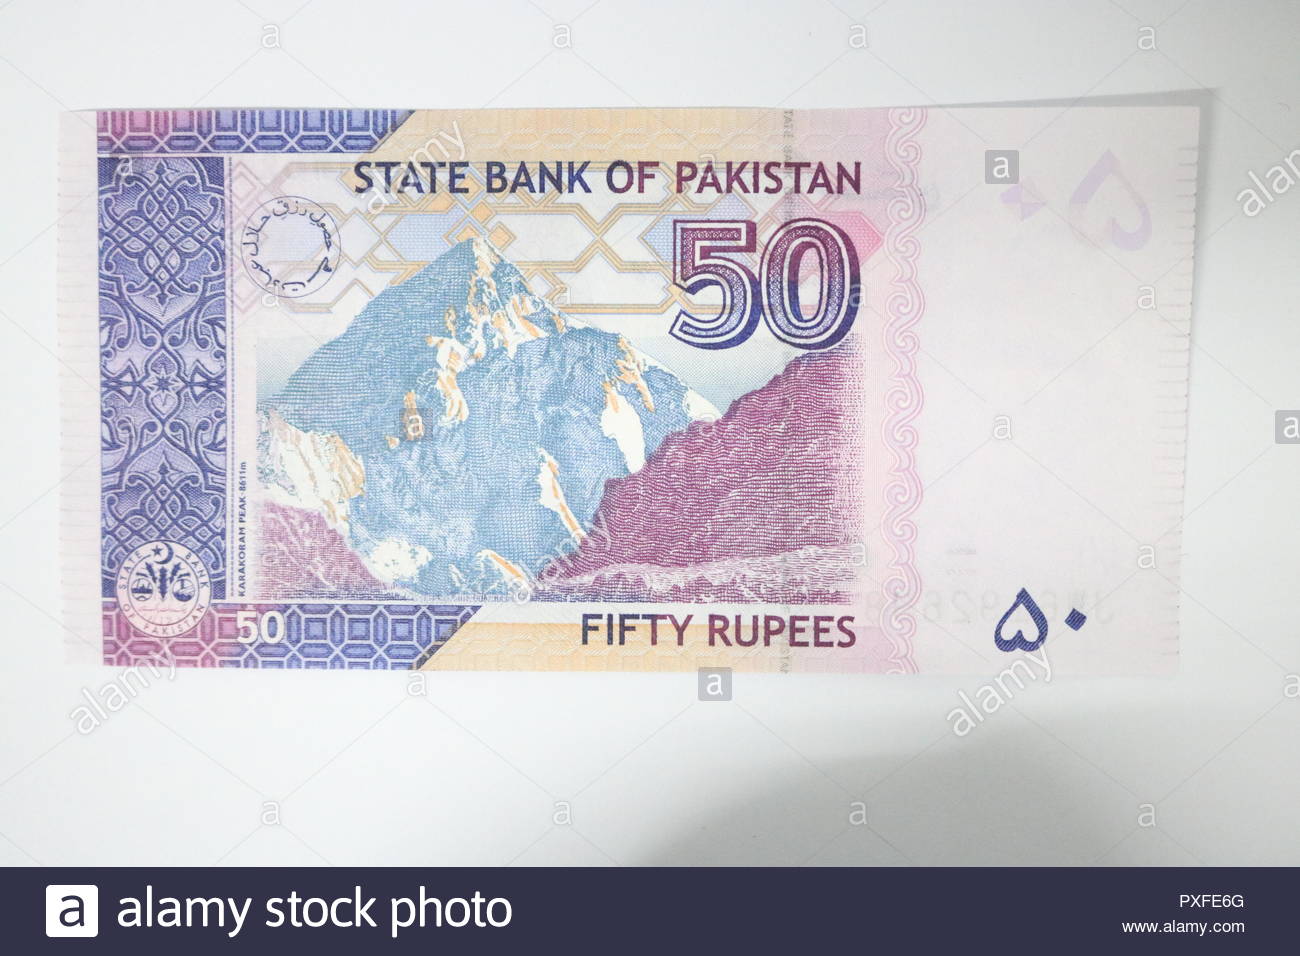 STATE BANK OF PAKISTAN
50
حصول رزق حلال عبادت ہے
KARAKORAM PEAK-8611m
STATE BANK OF PAKISTAN
50
FIFTY RUPEES
۵۰
a alamy stock photo
PXFE6G
www.alamy.com